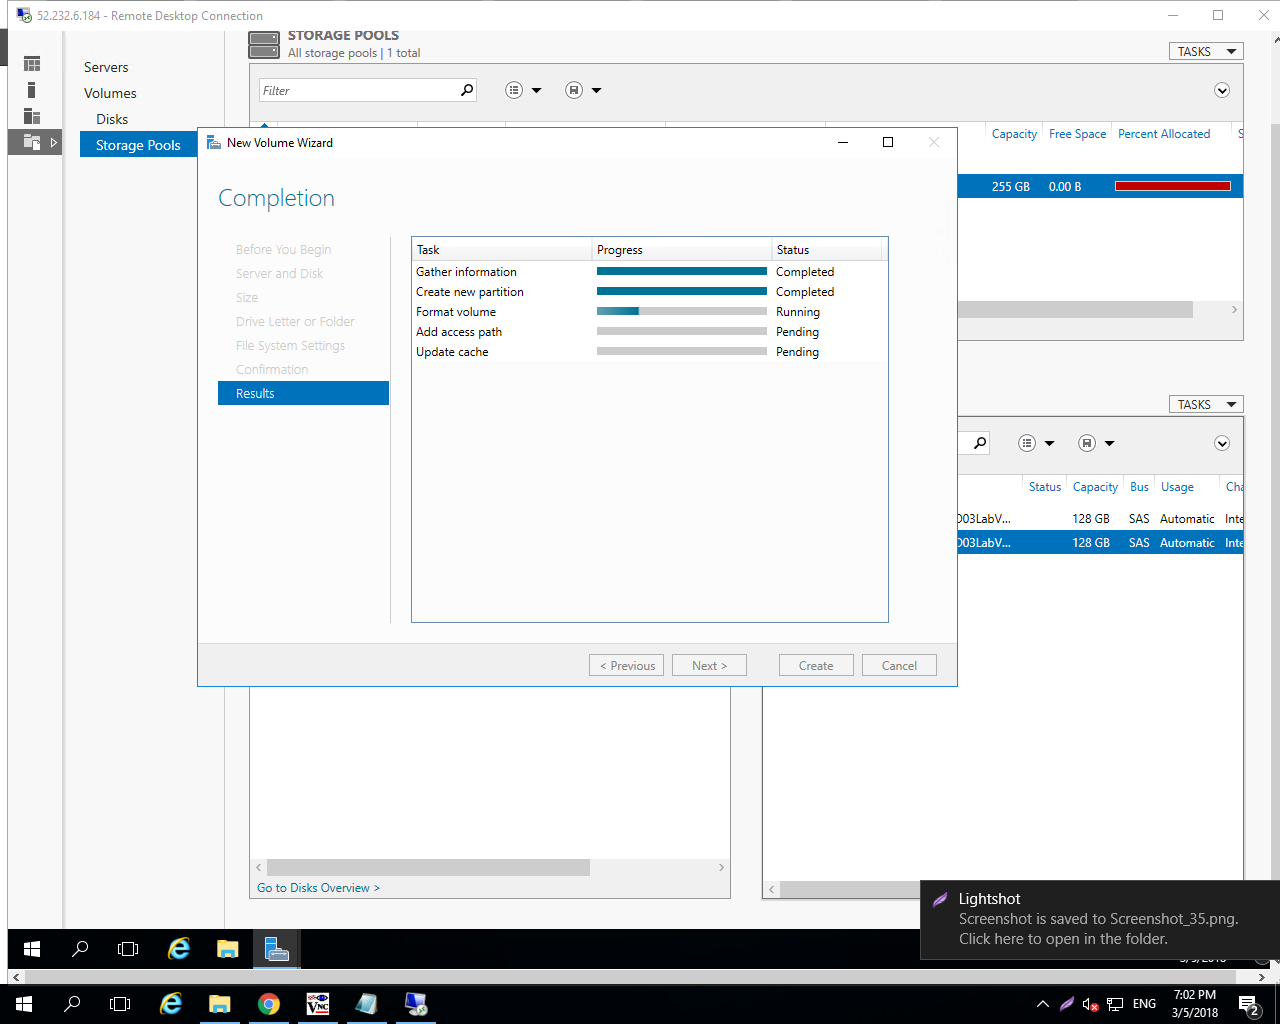 52.232.6.184 - Remote Desktop Connection
STORAGE POOLS
All storage pools | 1 total
TASKS
Servers
Volumes
Disks
Storage Pools
Filter
Capacity Free Space Percent Allocated S
255 GB 0.00 B
New Volume Wizard
Completion
Before You Begin
Server and Disk
Size
Drive Letter or Folder
File System Settings
Confirmation
Results
Task Progress Status
Gather information Completed
Create new partition Completed
Format volume Running
Add access path Pending
Update cache Pending
< Previous Next > Create Cancel
TASKS
Status Capacity Bus Usage Cha
003LabV... 128 GB SAS Automatic Inte
003LabV... 128 GB SAS Automatic Inte
Go to Disks Overview >
Lightshot
Screenshot is saved to Screenshot_35.png.
Click here to open in the folder.
3/5/2018
VNC
ENG
7:02 PM
3/5/2018
2